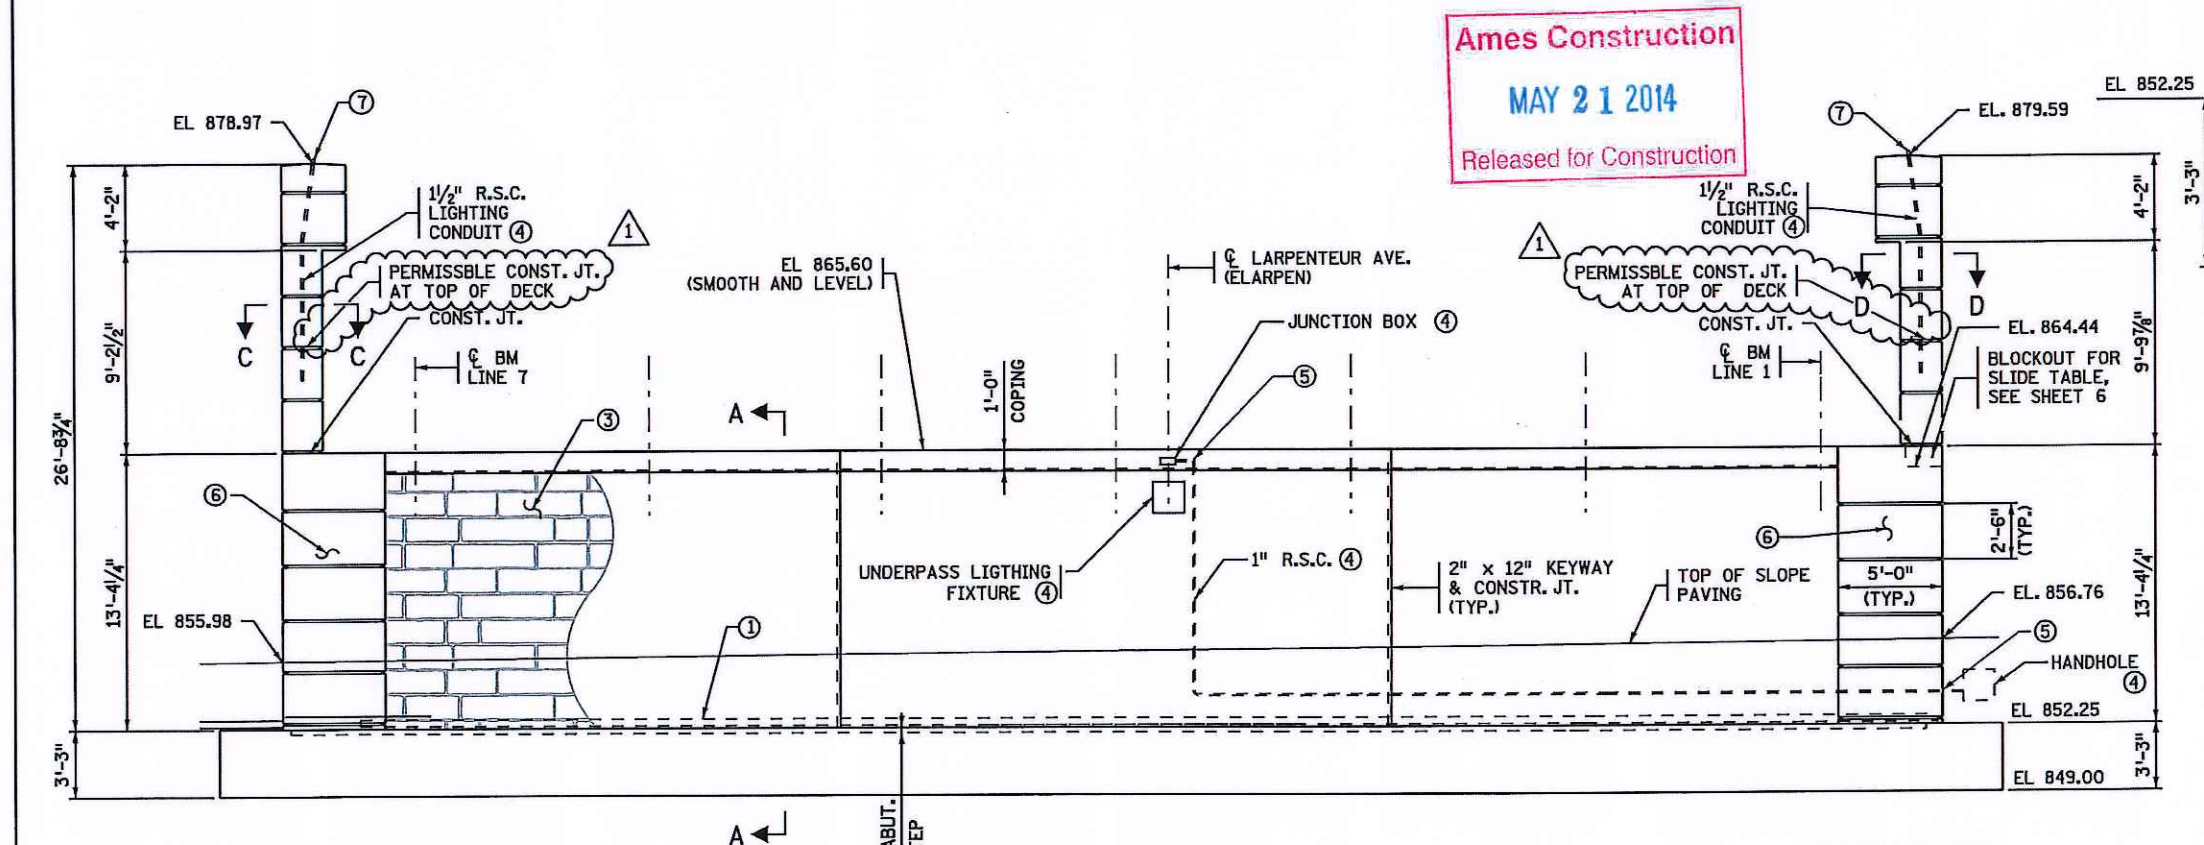 Ames Construction
MAY 21 2014
Released for Construction
EL 852.25
3'-3"
EL 878.97
⑦
⑦
EL. 879.59
4'-2"
1½" R.S.C.
LIGHTING
CONDUIT ④
1
PERMISSBLE CONST. JT.
AT TOP OF DECK
CONST. JT.
C
C
9'-2½"
EL 865.60
(SMOOTH AND LEVEL)
℄ LARPENTEUR AVE.
(ELARPEN)
JUNCTION BOX ④
1½" R.S.C.
LIGHTING
CONDUIT ④
1
PERMISSBLE CONST. JT.
AT TOP OF DECK
CONST. JT.
D
D
4'-2"
9'-9⅞"
EL. 864.44
BLOCKOUT FOR
SLIDE TABLE,
SEE SHEET 6
℄ BM
LINE 7
℄ BM
LINE 1
A
1'-0"
COPING
⑤
③
26'-8¾"
⑥
⑥
2'-6"
(TYP.)
UNDERPASS LIGTHING
FIXTURE ④
1" R.S.C. ④
2" x 12" KEYWAY
& CONSTR. JT.
(TYP.)
TOP OF SLOPE
PAVING
5'-0"
(TYP.)
13'-4¼"
EL 855.98
①
EL. 856.76
13'-4¼"
⑤
HANDHOLE
④
EL 852.25
3'-3"
EL 849.00
3'-3"
A
ABUT.
TEP